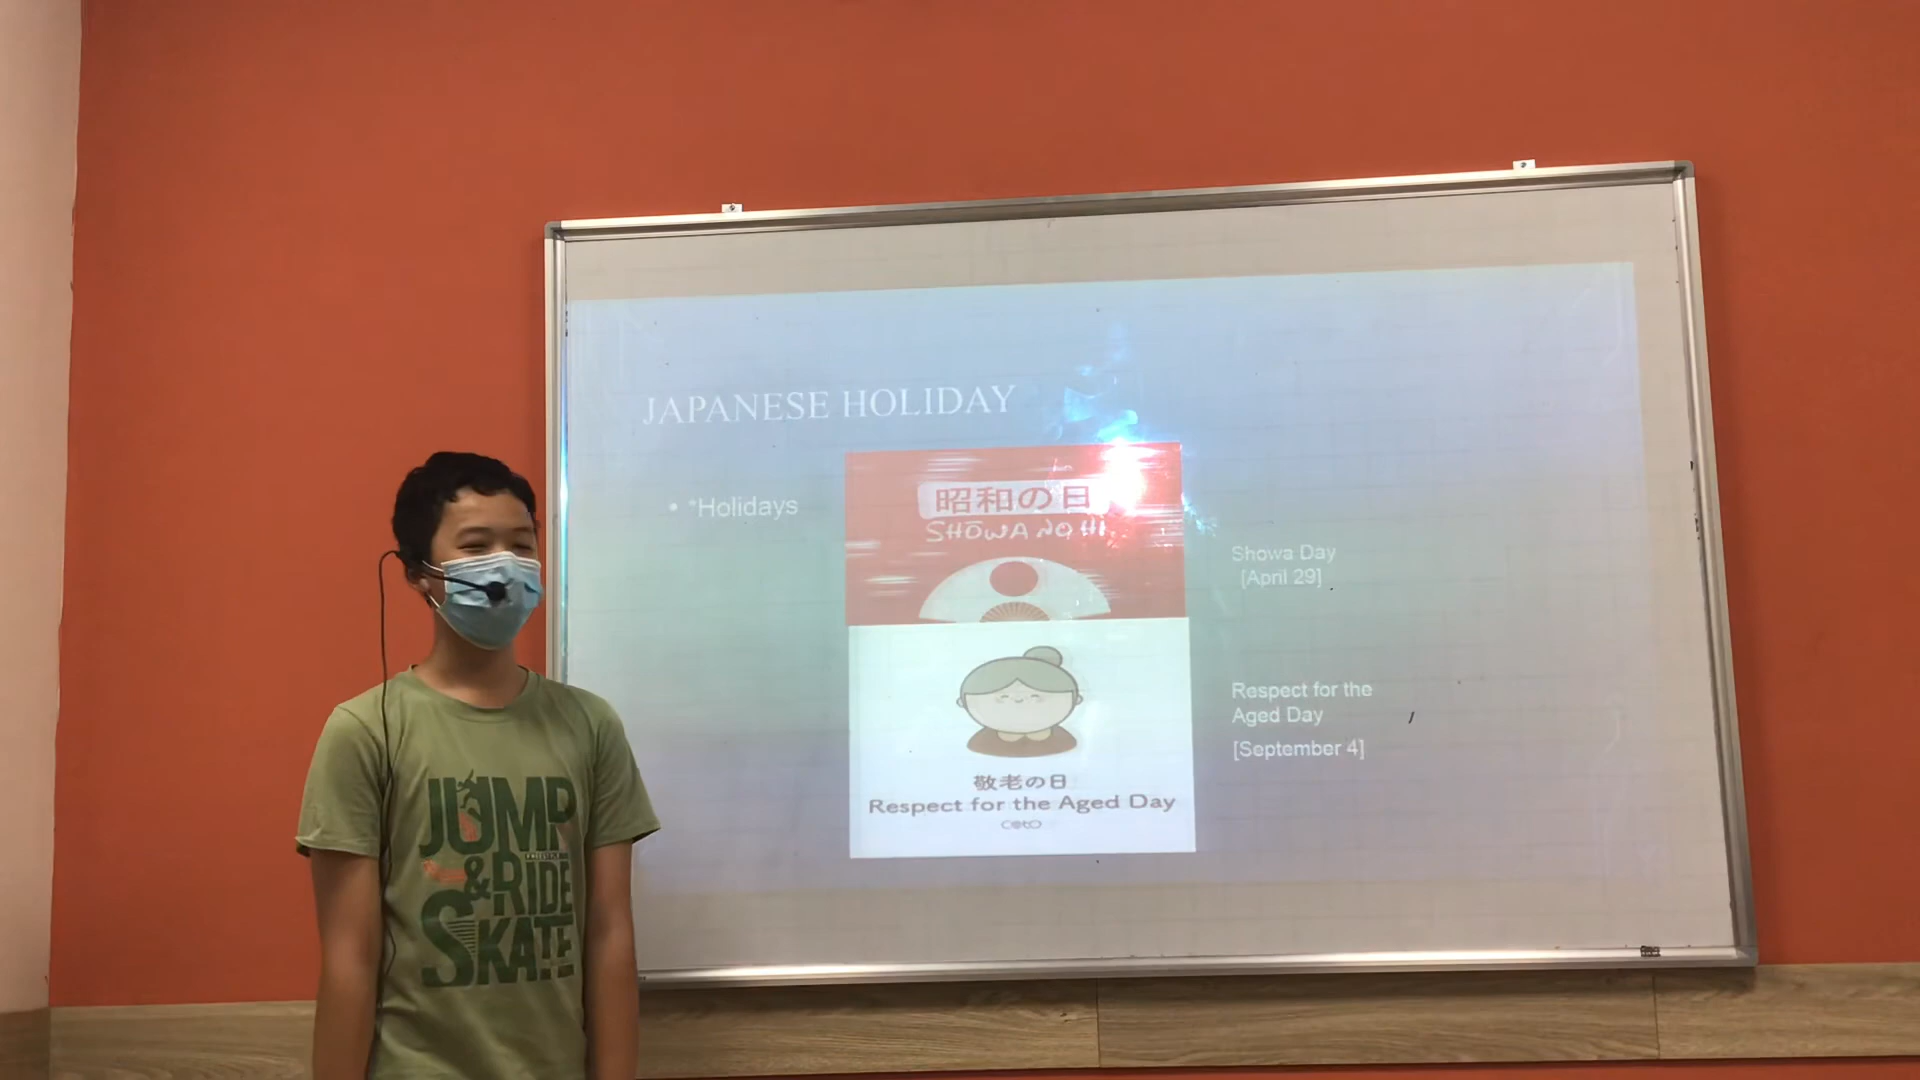 JAPANESE HOLIDAY
• *Holidays
昭和の日
SHOWA NO HI
Showa Day
[April 29]
Respect for the
Aged Day
[September 4]
敬老の日
Respect for the Aged Day
coto
JUMP
&RIDE
SKATE